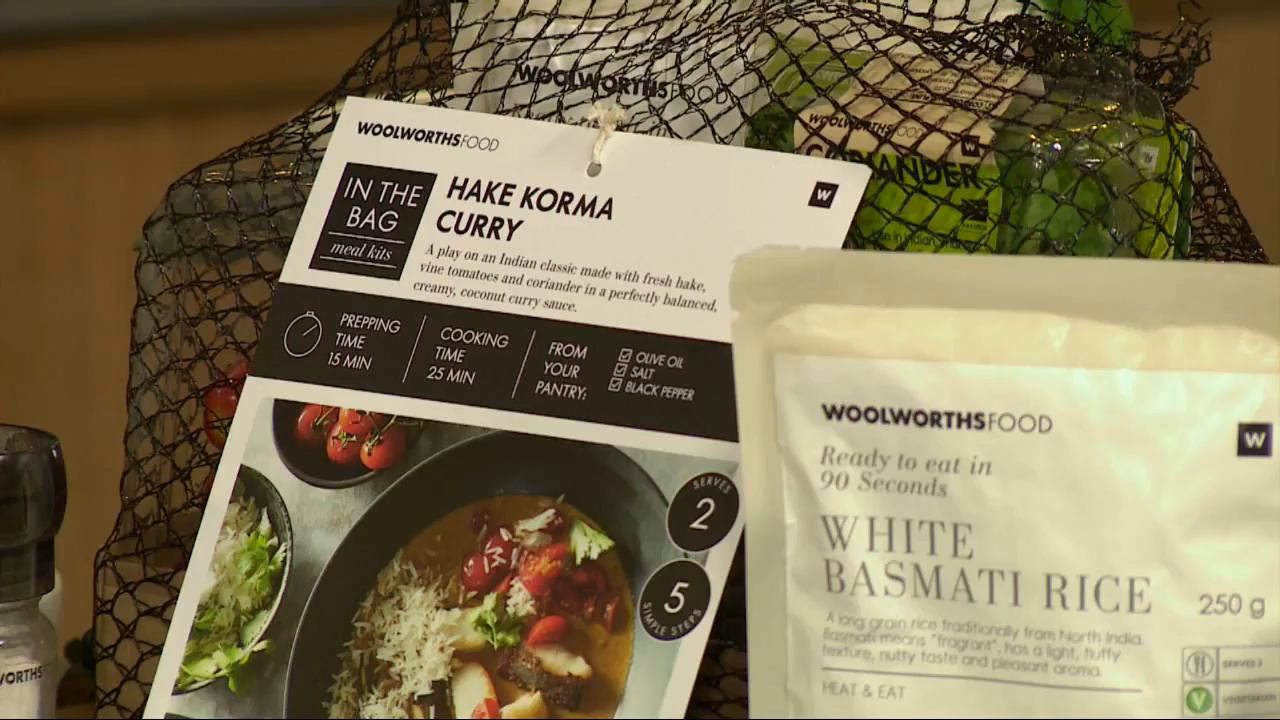 WOOLWORTHSFOOD
WOOLWORTHSFOOD
CORIANDER
WOOLWORTHSFOOD
W
IN THE
BAG
meal kits
HAKE KORMA
CURRY
A play on an Indian classic made with fresh hake,
vine tomatoes and coriander in a perfectly balanced,
creamy, coconut curry sauce.
PREPPING
TIME
15 MIN
COOKING
TIME
25 MIN
FROM
YOUR
PANTRY:
OLIVE OIL
SALT
BLACK PEPPER
SERVES
2
5
SIMPLE STEPS
WOOLWORTHSFOOD
W
Ready to eat in
90 Seconds
WHITE
BASMATI RICE
250 g
A long grain rice traditionally from North India.
Basmati means "fragrant", has a light, fluffy
texture, nutty taste and pleasant aroma.
HEAT & EAT
SERVES 2
V
VEGETARIAN
ORTHS